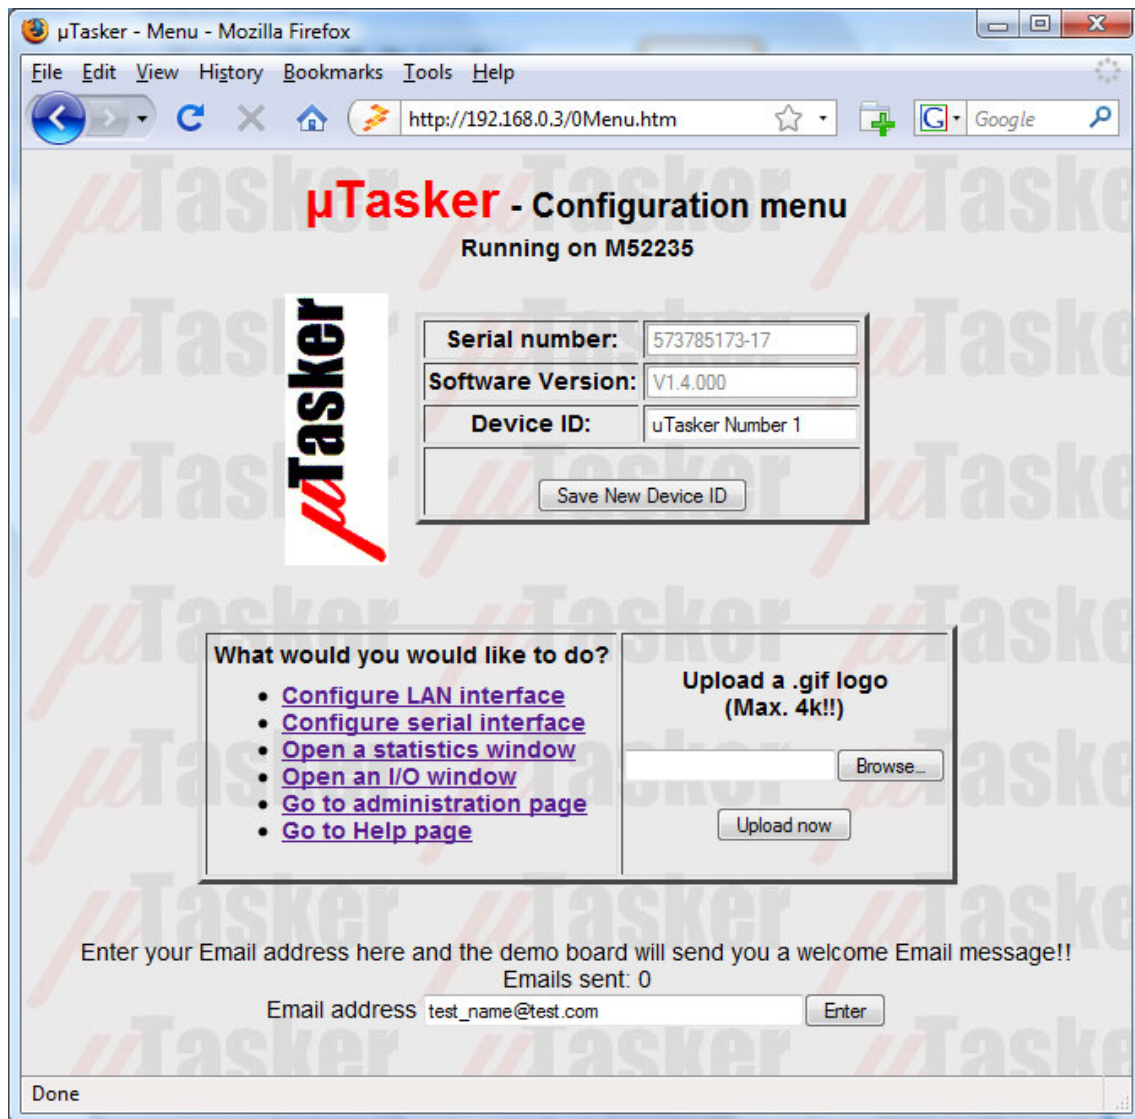 µTasker - Menu - Mozilla Firefox
File Edit View History Bookmarks Tools Help
http://192.168.0.3/0Menu.htm
G Google
µTasker - Configuration menu
Running on M52235
µTasker
Serial number: 573785173-17
Software Version: V1.4.000
Device ID: uTasker Number 1
Save New Device ID
What would you would like to do?
Configure LAN interface
Configure serial interface
Open a statistics window
Open an I/O window
Go to administration page
Go to Help page
Upload a .gif logo
(Max. 4k!!)
Browse...
Upload now
Enter your Email address here and the demo board will send you a welcome Email message!!
Emails sent: 0
Email address test_name@test.com Enter
Done